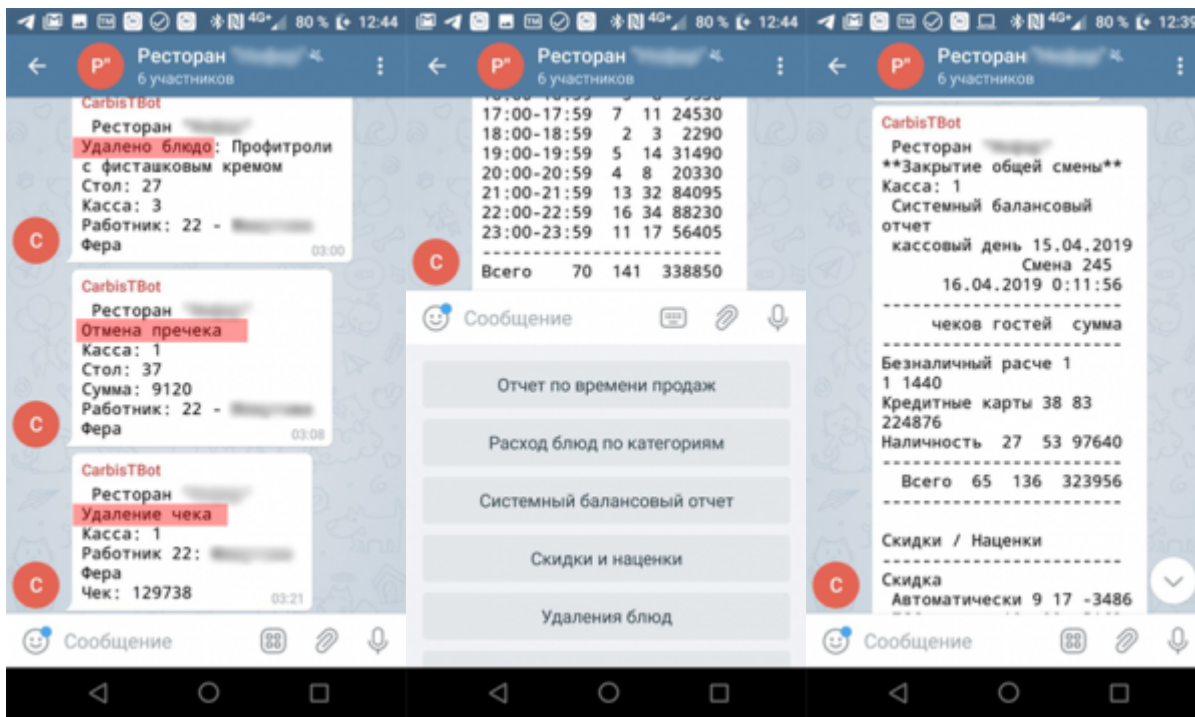 4G+ 80 % 12:44
Ресторан
6 участников
CarbisTBot
Ресторан
Удалено блюдо: Профитроли
с фисташковым кремом
Стол: 27
Касса: 3
Работник: 22 -
Фера
03:00
CarbisTBot
Ресторан
Отмена пречека
Касса: 1
Стол: 37
Сумма: 9120
Работник: 22 -
Фера
03:08
CarbisTBot
Ресторан
Удаление чека
Касса: 1
Работник 22:
Фера
Чек: 129738
03:21
Сообщение
4G+ 80 % 12:44
Р"
Ресторан
6 участников
17:00-17:59 7 11 24530
18:00-18:59 2 3 2290
19:00-19:59 5 14 31490
20:00-20:59 4 8 20330
21:00-21:59 13 32 84095
22:00-22:59 16 34 88230
23:00-23:59 11 17 56405
Всего 70 141 338850
C
Сообщение
Отчет по времени продаж
Расход блюд по категориям
Системный балансовый отчет
Скидки и наценки
Удаления блюд
4G+ 80 % 12:39
Р"
Ресторан
6 участников
CarbisTBot
Ресторан
**Закрытие общей смены**
Касса: 1
Системный балансовый
отчет
кассовый день 15.04.2019
Смена 245
16.04.2019 0:11:56
чеков гостей сумма
Безналичный расче 1
1 1440
Кредитные карты 38 83
224876
Наличность 27 53 97640
Всего 65 136 323956
Скидки / Наценки
Скидка
Автоматически 9 17 -3486
C
Сообщение